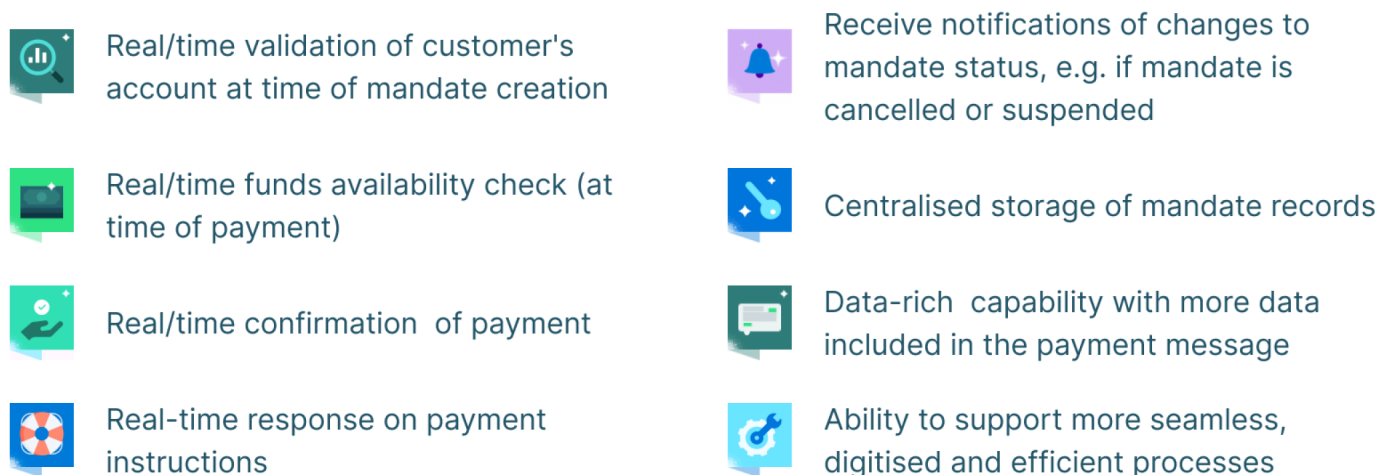 Real/time validation of customer's
account at time of mandate creation
Real/time funds availability check (at
time of payment)
Real/time confirmation  of payment
Real-time response on payment
instructions
Receive notifications of changes to
mandate status, e.g. if mandate is
cancelled or suspended
Centralised storage of mandate records
Data-rich  capability with more data
included in the payment message
Ability to support more seamless,
digitised and efficient processes